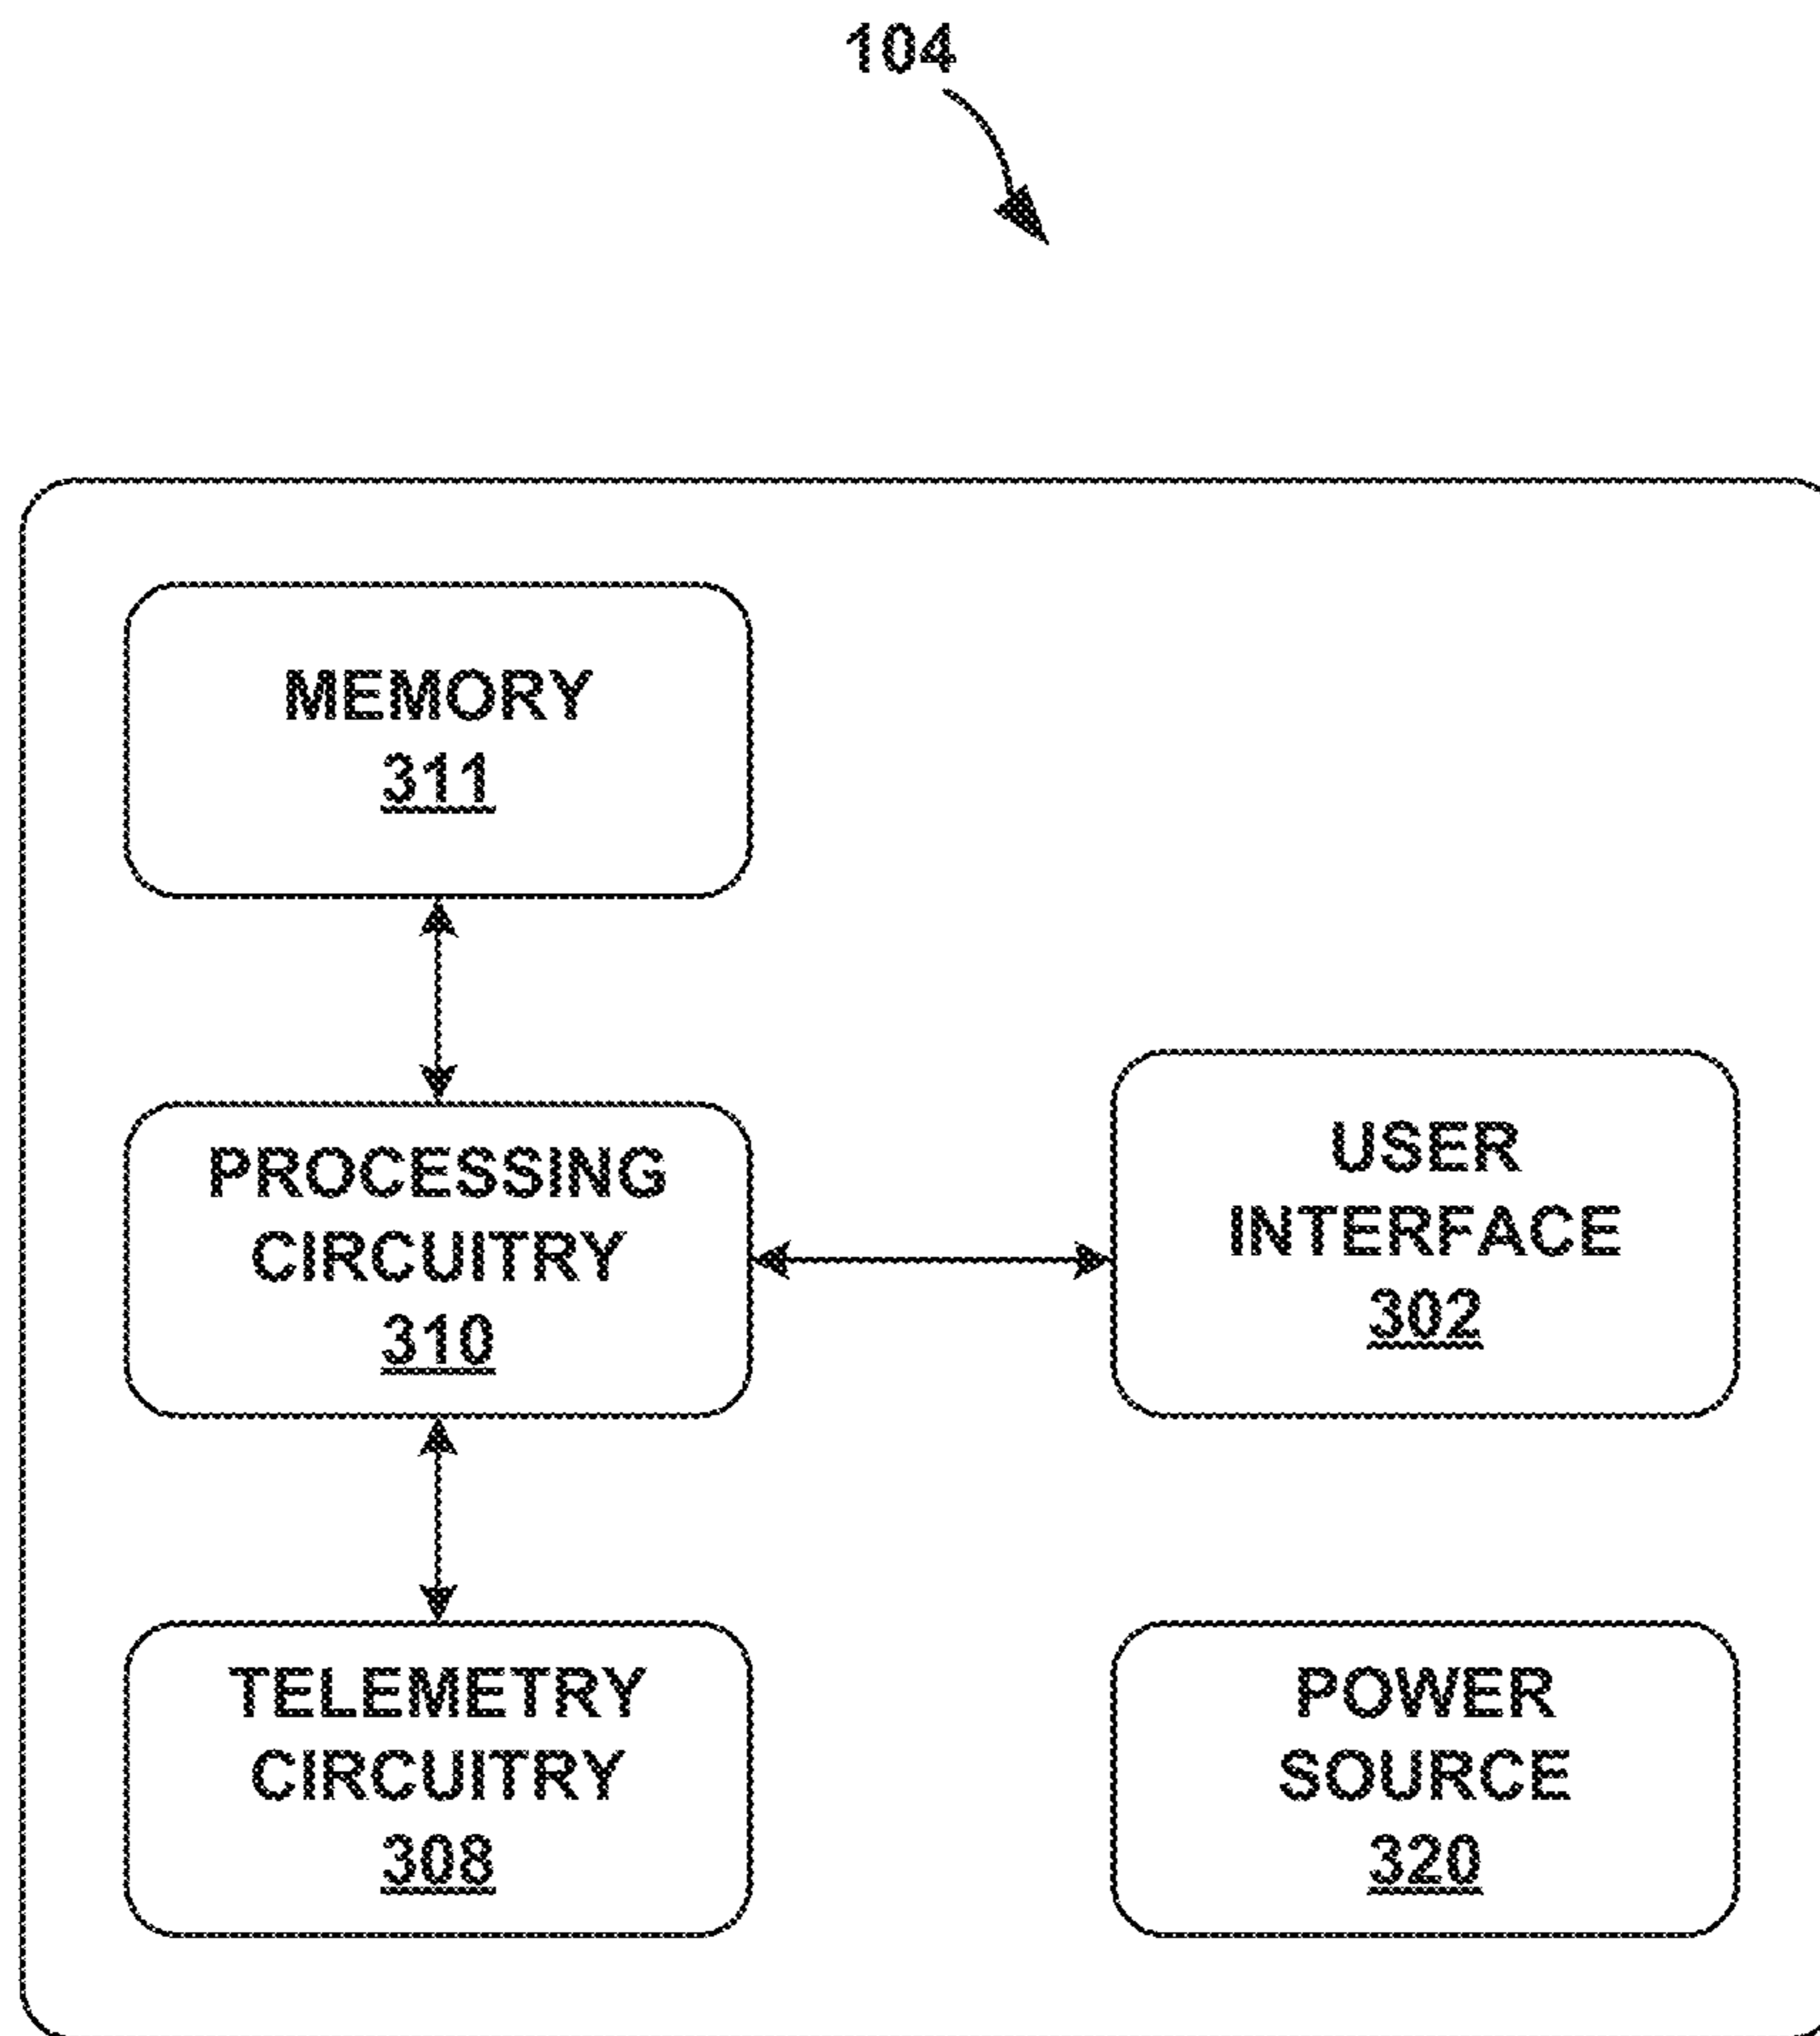 104
MEMORY
311
PROCESSING
CIRCUITRY
310
USER
INTERFACE
302
TELEMETRY
CIRCUITRY
308
POWER
SOURCE
320